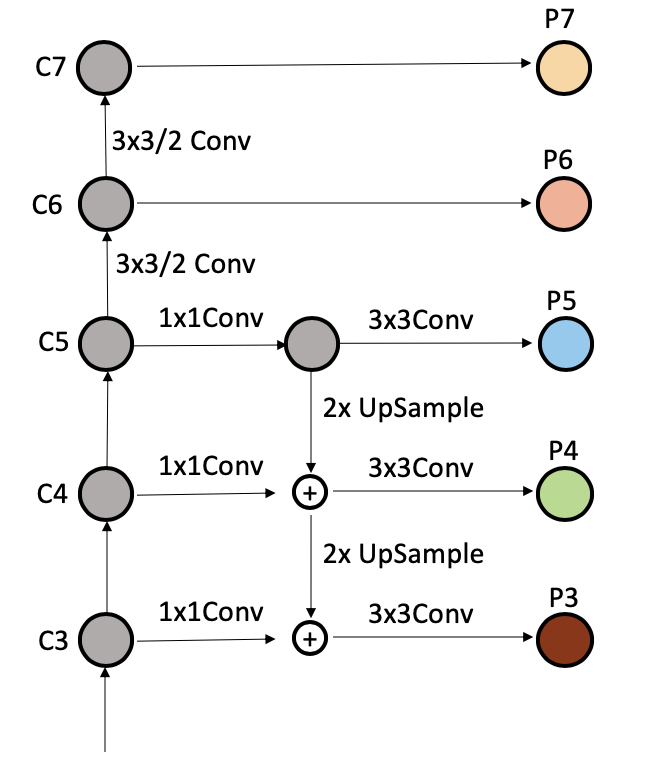 P7
C7
3x3/2 Conv
P6
C6
3x3/2 Conv
P5
1x1Conv
3x3Conv
C5
2x UpSample
P4
1x1Conv
3x3Conv
C4
+
2x UpSample
P3
1x1Conv
3x3Conv
C3
+